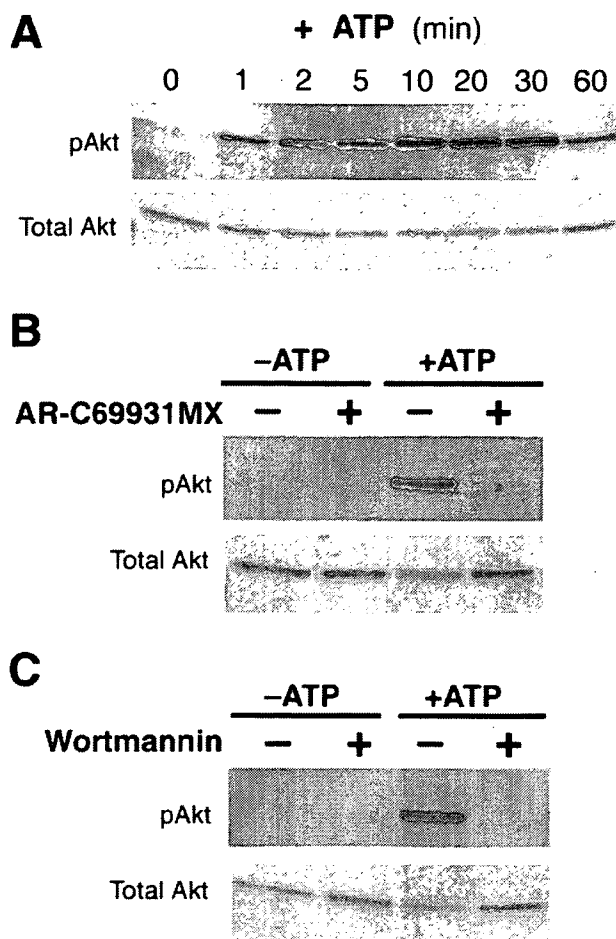 A
+ ATP (min)
0 1 2 5 10 20 30 60
pAkt
Total Akt
B
–ATP +ATP
AR-C69931MX – + – +
pAkt
Total Akt
C
–ATP +ATP
Wortmannin – + – +
pAkt
Total Akt